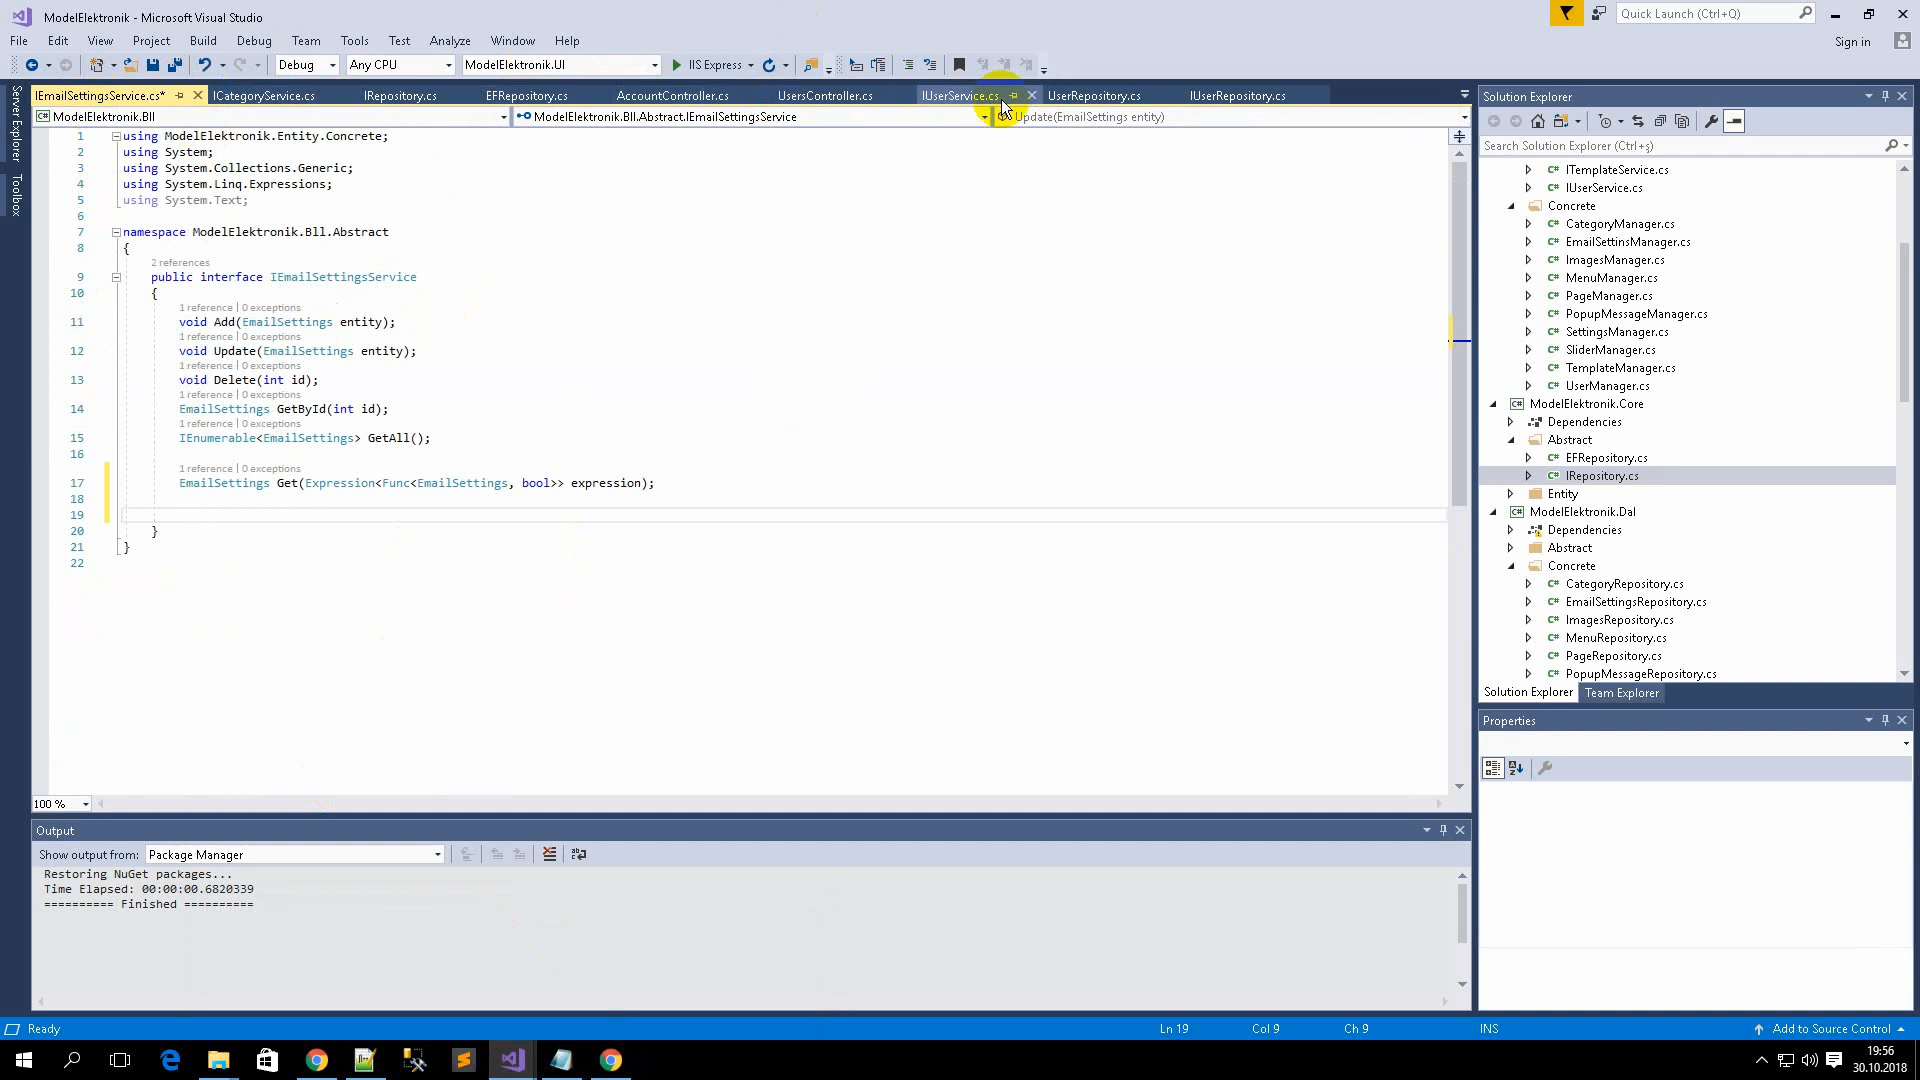 ModelElektronik - Microsoft Visual Studio
Quick Launch (Ctrl+Q)
File Edit View Project Build Debug Team Tools Test Analyze Window Help
Sign in
Debug Any CPU ModelElektronik.UI IIS Express
IEmailSettingsService.cs* ICategoryService.cs IRepository.cs EFRepository.cs AccountController.cs UsersController.cs IUserService.cs UserRepository.cs IUserRepository.cs
ModelElektronik.Bll ModelElektronik.Bll.Abstract.IEmailSettingsService Update(EmailSettings entity)
Server Explorer
Toolbox
1 using ModelElektronik.Entity.Concrete;
2 using System;
3 using System.Collections.Generic;
4 using System.Linq.Expressions;
5 using System.Text;
6
7 namespace ModelElektronik.Bll.Abstract
8 {
2 references
9 public interface IEmailSettingsService
10 {
1 reference | 0 exceptions
11 void Add(EmailSettings entity);
1 reference | 0 exceptions
12 void Update(EmailSettings entity);
1 reference | 0 exceptions
13 void Delete(int id);
1 reference | 0 exceptions
14 EmailSettings GetById(int id);
1 reference | 0 exceptions
15 IEnumerable<EmailSettings> GetAll();
16
1 reference | 0 exceptions
17 EmailSettings Get(Expression<Func<EmailSettings, bool>> expression);
18
19
20 }
21 }
22
100 %
Output
Show output from: Package Manager
Restoring NuGet packages...
Time Elapsed: 00:00:00.6820339
========== Finished ==========
Solution Explorer
Search Solution Explorer (Ctrl+ş)
C# ITemplateService.cs
C# IUserService.cs
Concrete
C# CategoryManager.cs
C# EmailSettinsManager.cs
C# ImagesManager.cs
C# MenuManager.cs
C# PageManager.cs
C# PopupMessageManager.cs
C# SettingsManager.cs
C# SliderManager.cs
C# TemplateManager.cs
C# UserManager.cs
C# ModelElektronik.Core
Dependencies
Abstract
C# EFRepository.cs
C# IRepository.cs
Entity
C# ModelElektronik.Dal
Dependencies
Abstract
Concrete
C# CategoryRepository.cs
C# EmailSettingsRepository.cs
C# ImagesRepository.cs
C# MenuRepository.cs
C# PageRepository.cs
C# PopupMessageRepository.cs
Solution Explorer Team Explorer
Properties
Ready Ln 19 Col 9 Ch 9 INS Add to Source Control
19:56
30.10.2018